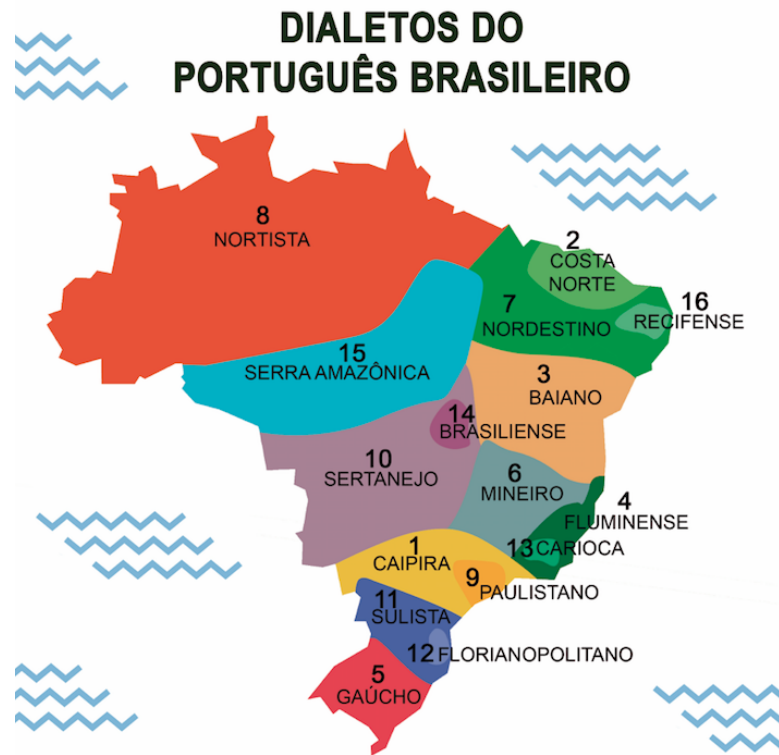 DIALETOS DO
PORTUGUÊS BRASILEIRO
8
NORTISTA
2
COSTA
NORTE
7
NORDESTINO
16
RECIFENSE
15
SERRA AMAZÔNICA
3
BAIANO
14
BRASILIENSE
10
SERTANEJO
6
MINEIRO
4
FLUMINENSE
13 CARIOCA
1
CAIPIRA
9
PAULISTANO
11
SULISTA
12 FLORIANOPOLITANO
5
GAÚCHO